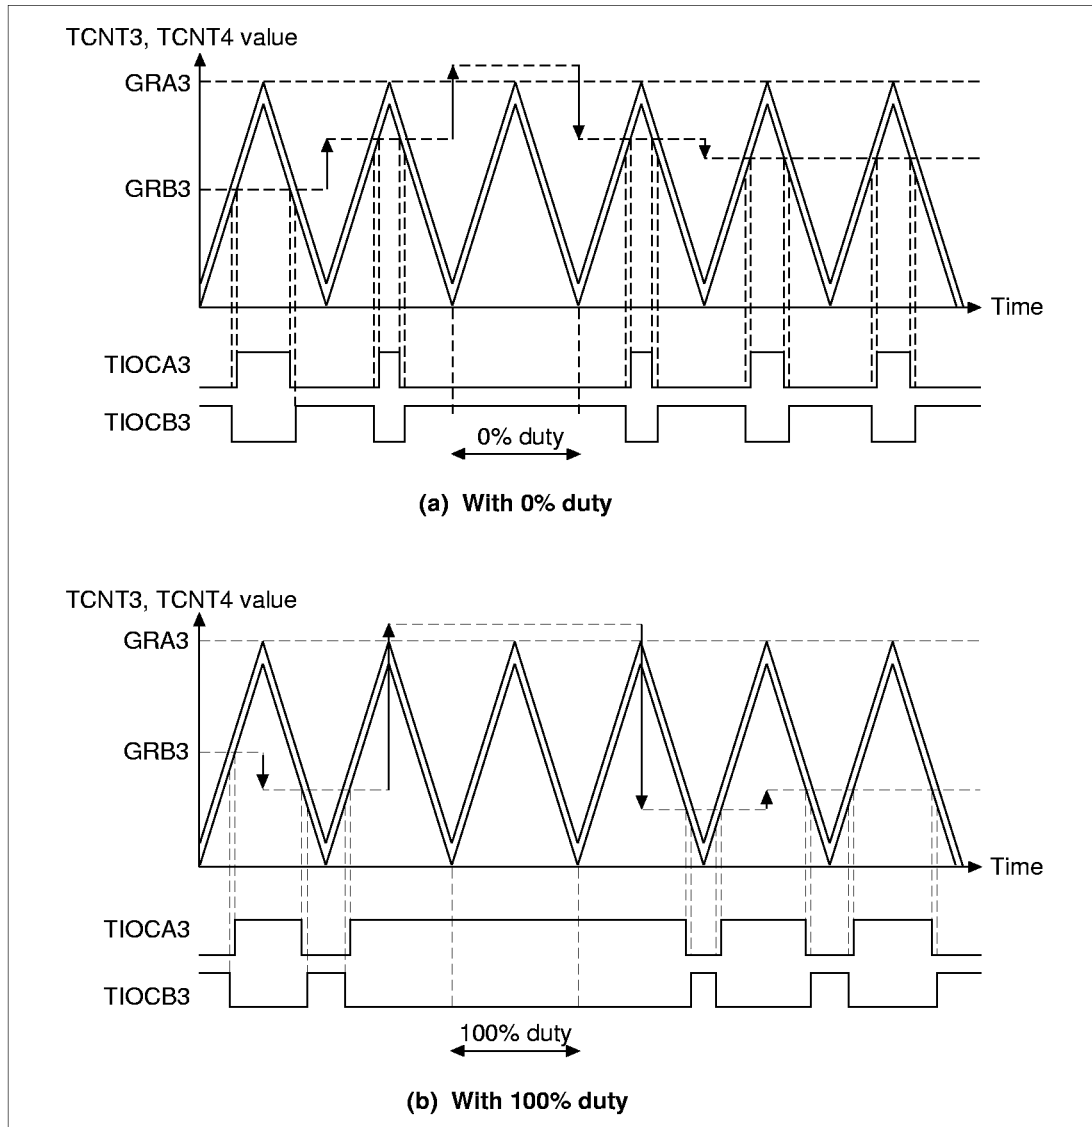 TCNT3, TCNT4 value
GRA3
GRB3
Time
TIOCA3
TIOCB3
0% duty
(a) With 0% duty
TCNT3, TCNT4 value
GRA3
GRB3
Time
TIOCA3
TIOCB3
100% duty
(b) With 100% duty